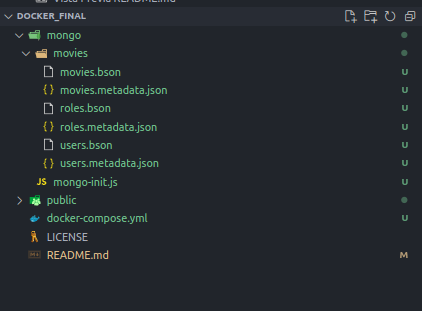 Vista Previa README.md
DOCKER_FINAL
mongo
movies
movies.bson U
{} movies.metadata.json U
roles.bson U
{} roles.metadata.json U
users.bson U
{} users.metadata.json U
JS mongo-init.js U
public
docker-compose.yml U
LICENSE
README.md M